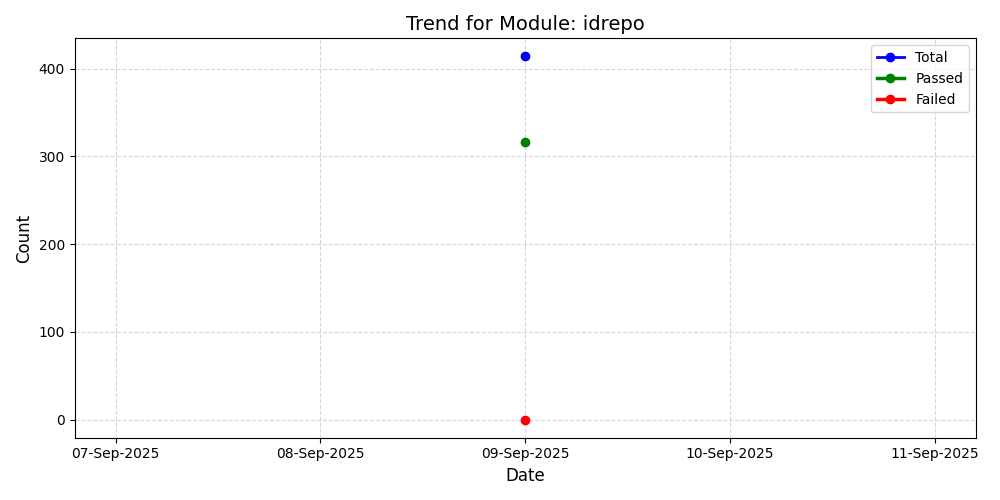 Trend for Module: idrepo
Total
Passed
Failed
400
300
200
100
0
Count
07-Sep-2025
08-Sep-2025
09-Sep-2025
10-Sep-2025
11-Sep-2025
Date